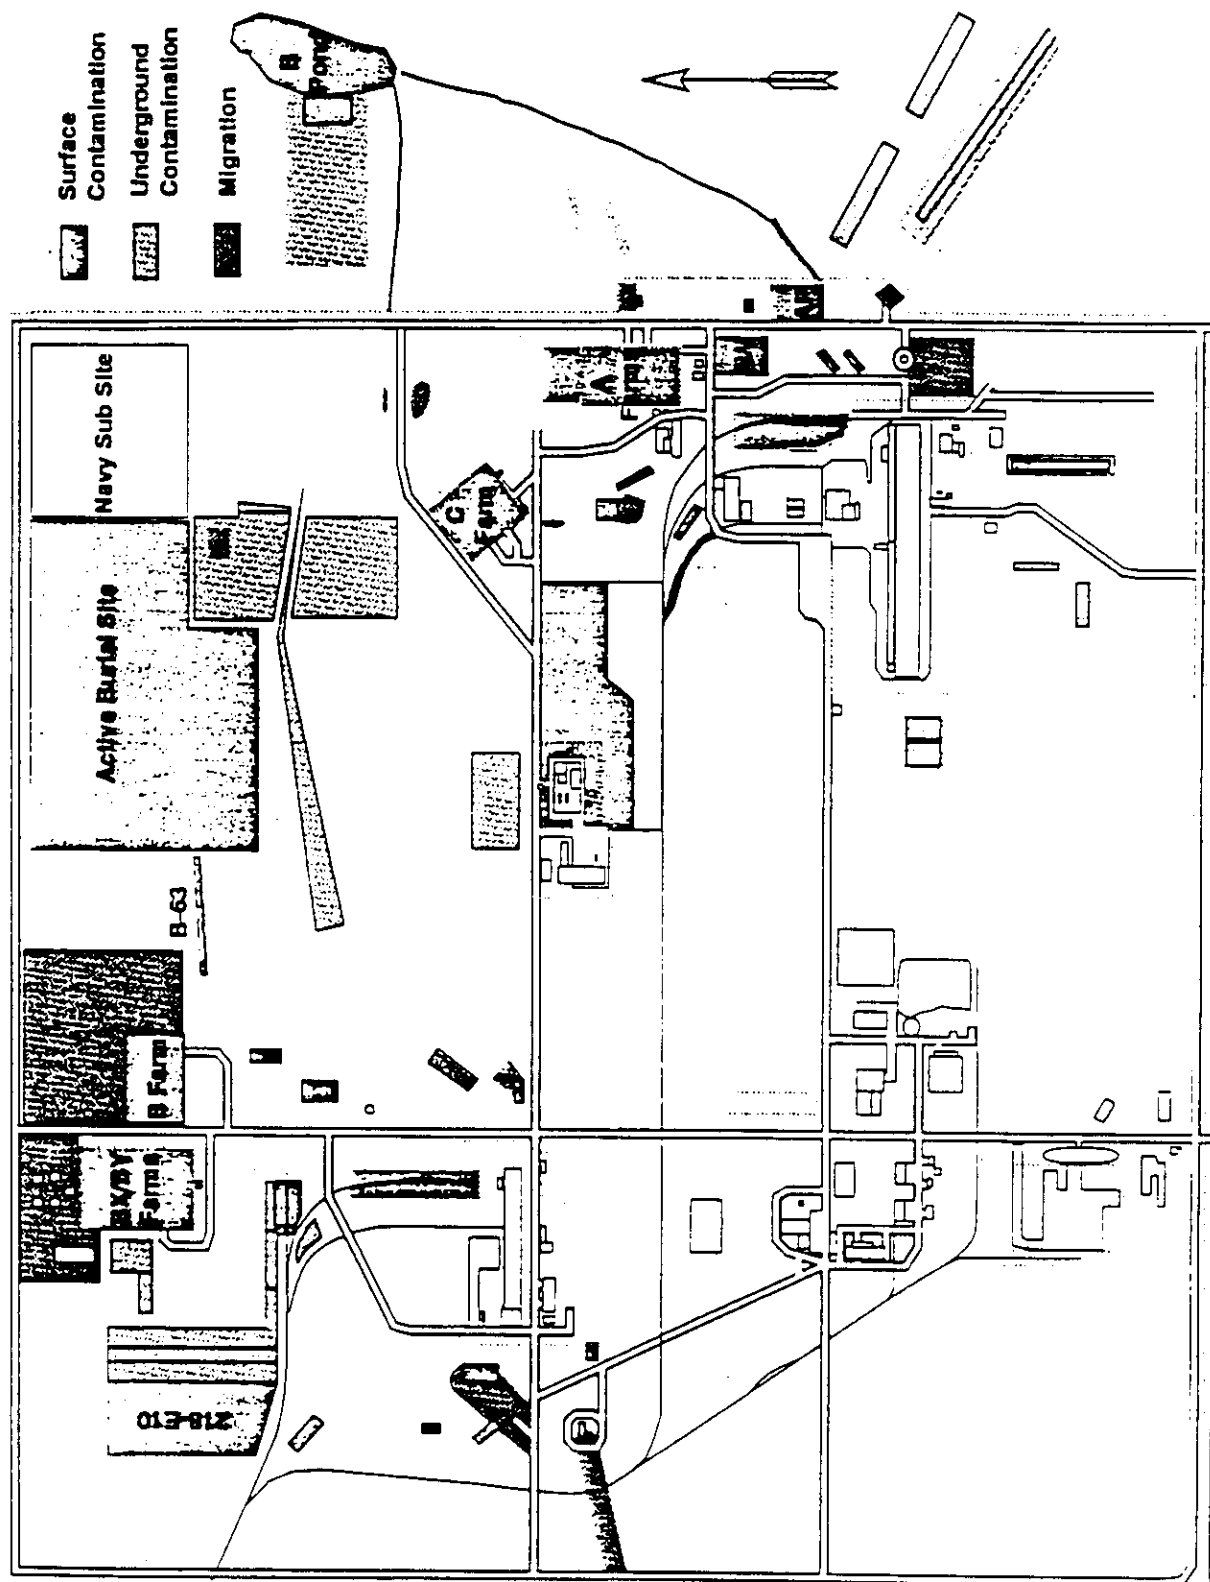 Surface
Contamination
Underground
Contamination
Migration
B
Pond
Navy Sub Site
Active Burial Site
B-63
B Farm
BX/BY
Farms
218-E10
C
Farm
A
Farm